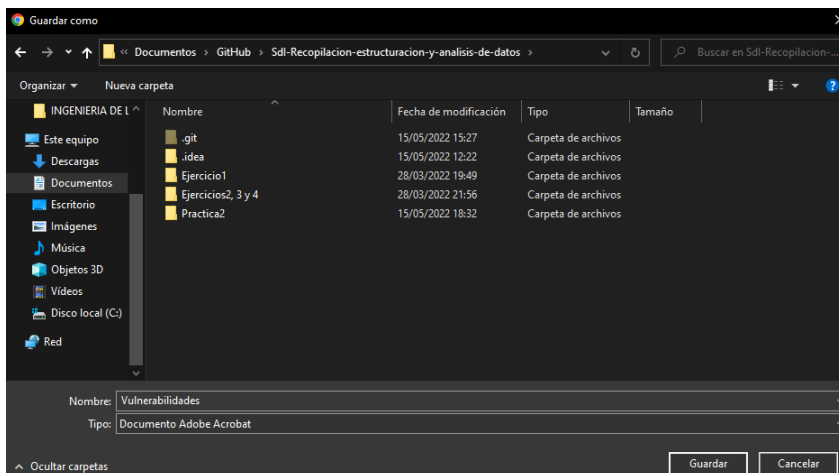 Guardar como
« Documentos › GitHub › Sdl-Recopilacion-estructuracion-y-analisis-de-datos ›
Buscar en Sdl-Recopilacion-...
Organizar
Nueva carpeta
INGENIERIA DE L
Este equipo
Descargas
Documentos
Escritorio
Imágenes
Música
Objetos 3D
Vídeos
Disco local (C:)
Red
Nombre Fecha de modificación Tipo Tamaño
.git 15/05/2022 15:27 Carpeta de archivos
.idea 15/05/2022 12:22 Carpeta de archivos
Ejercicio1 28/03/2022 19:49 Carpeta de archivos
Ejercicios2, 3 y 4 28/03/2022 21:56 Carpeta de archivos
Practica2 15/05/2022 18:32 Carpeta de archivos
Nombre: Vulnerabilidades
Tipo: Documento Adobe Acrobat
Ocultar carpetas
Guardar
Cancelar